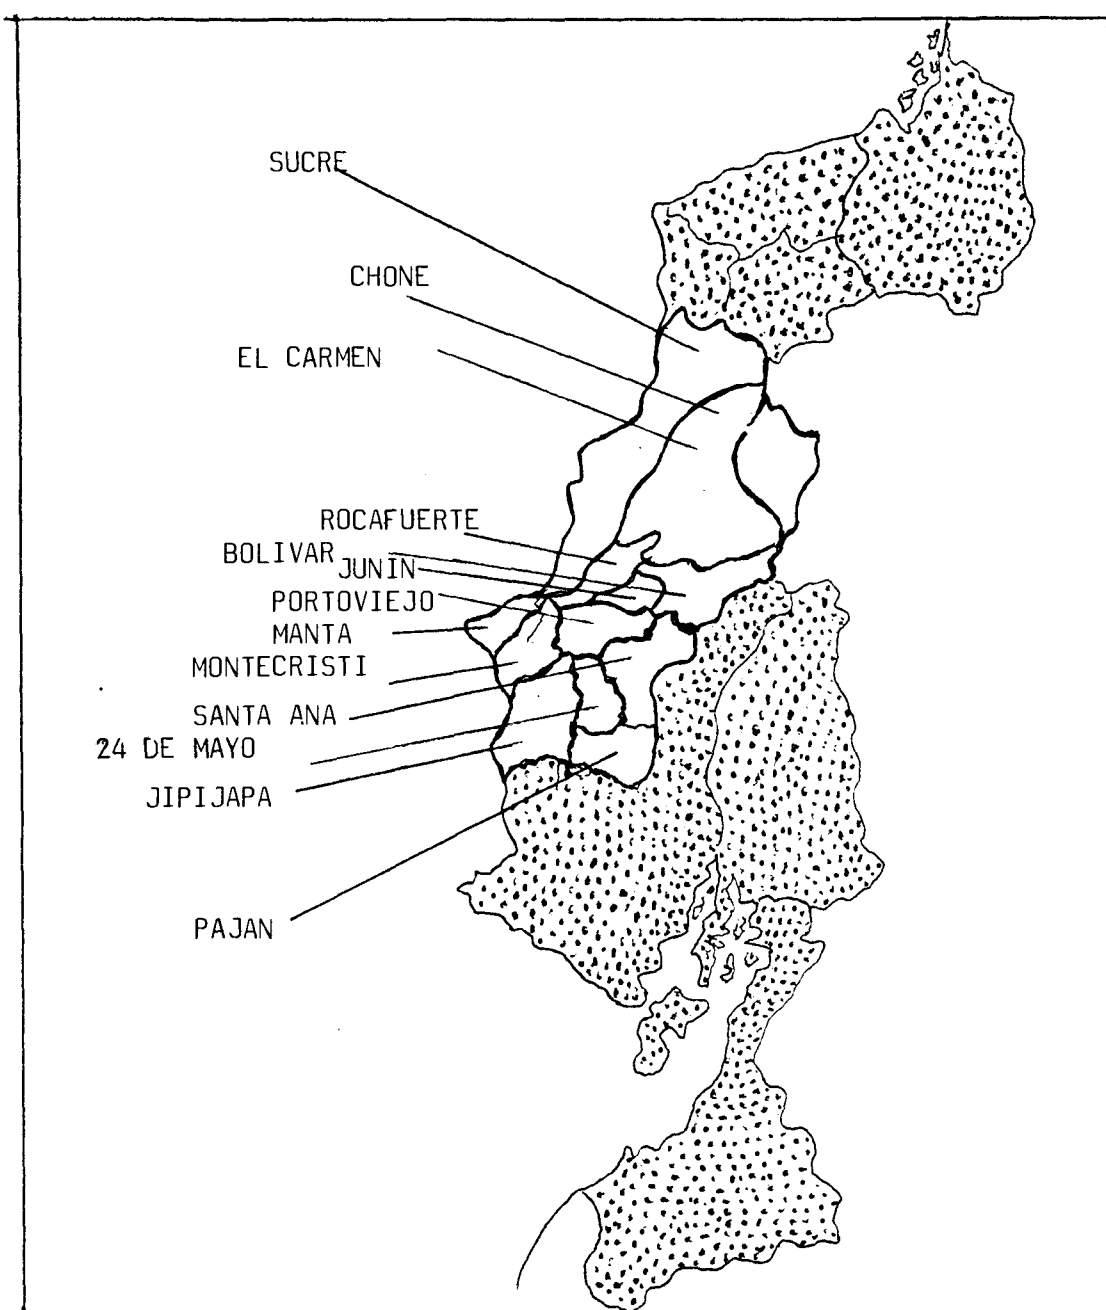 SUCRE
CHONE
EL CARMEN
ROCAFUERTE
BOLIVAR
JUNIN
PORTOVIEJO
MANTA
MONTECRISTI
SANTA ANA
24 DE MAYO
JIPIJAPA
PAJAN